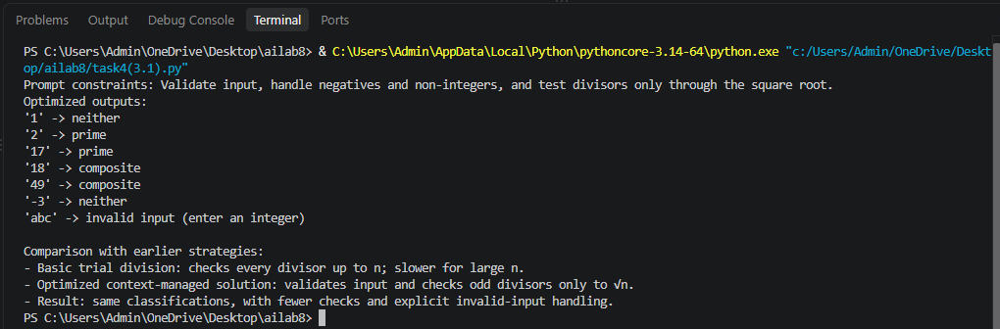 Problems Output Debug Console Terminal Ports
PS C:\Users\Admin\OneDrive\Desktop\ailab8> & C:\Users\Admin\AppData\Local\Python\pythoncore-3.14-64\python.exe "c:/Users/Admin/OneDrive/Deskt
op/ailab8/task4(3.1).py"
Prompt constraints: Validate input, handle negatives and non-integers, and test divisors only through the square root.
Optimized outputs:
'1' -> neither
'2' -> prime
'17' -> prime
'18' -> composite
'49' -> composite
'-3' -> neither
'abc' -> invalid input (enter an integer)

Comparison with earlier strategies:
- Basic trial division: checks every divisor up to n; slower for large n.
- Optimized context-managed solution: validates input and checks odd divisors only to √n.
- Result: same classifications, with fewer checks and explicit invalid-input handling.
PS C:\Users\Admin\OneDrive\Desktop\ailab8>